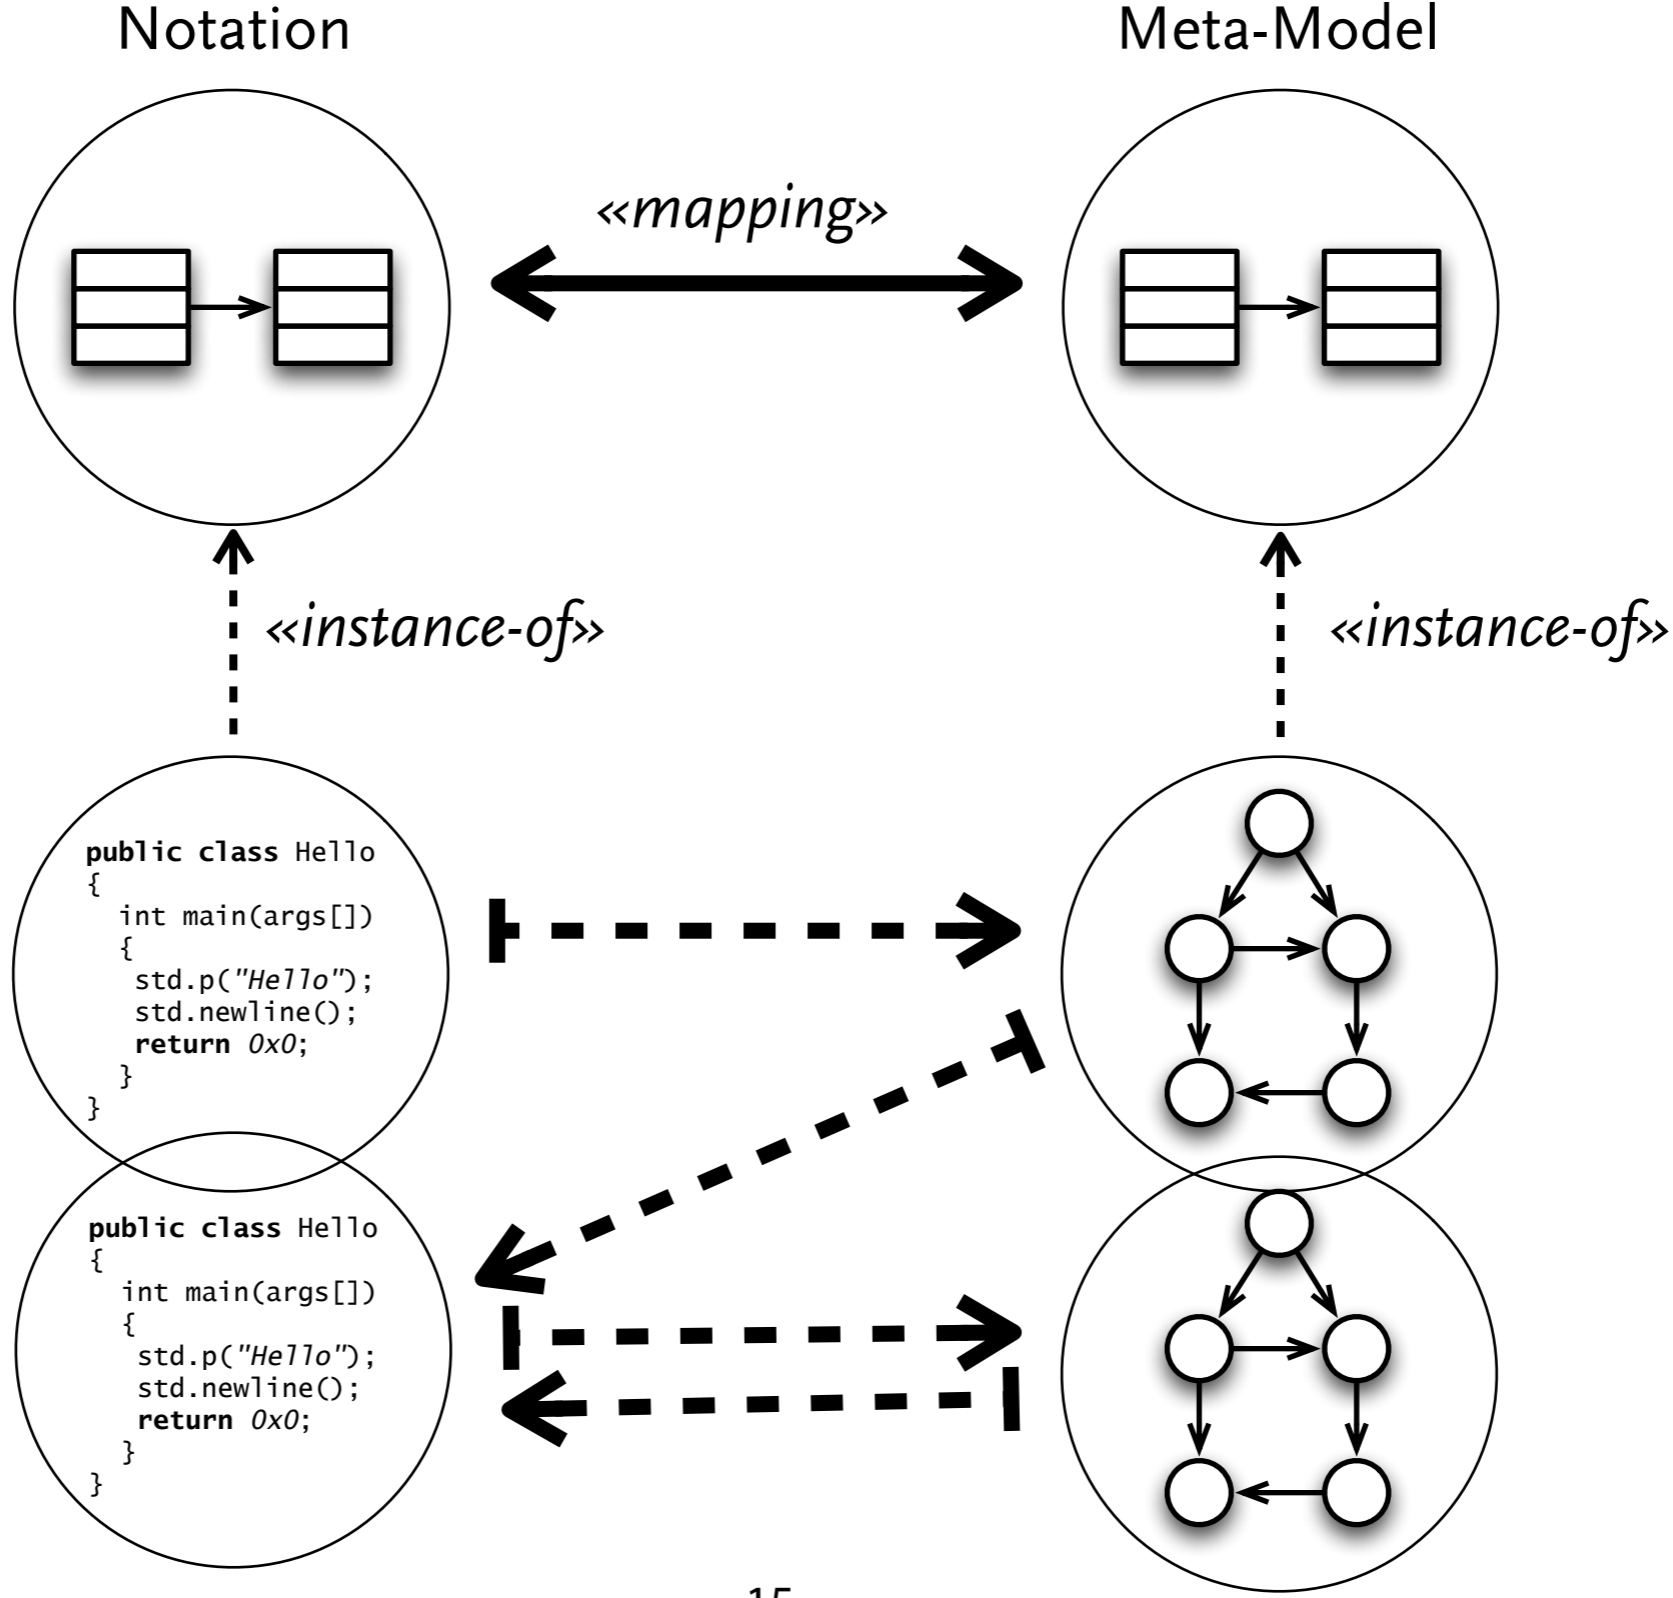 Notation
Meta-Model
«mapping»
«instance-of»
«instance-of»
public class Hello
{
int main(args[])
{
std.p("Hello");
std.newline();
return 0x0;
}
}
public class Hello
{
int main(args[])
{
std.p("Hello");
std.newline();
return 0x0;
}
}
15